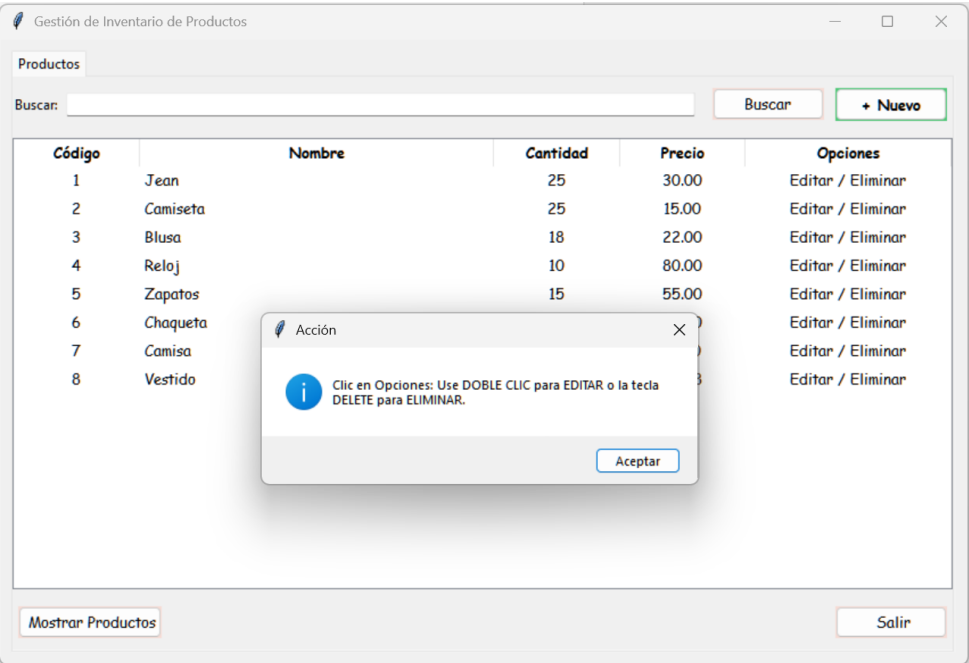 Gestión de Inventario de Productos
Productos
Buscar: Buscar + Nuevo
Código Nombre Cantidad Precio Opciones
1 Jean 25 30.00 Editar / Eliminar
2 Camiseta 25 15.00 Editar / Eliminar
3 Blusa 18 22.00 Editar / Eliminar
4 Reloj 10 80.00 Editar / Eliminar
5 Zapatos 15 55.00 Editar / Eliminar
6 Chaqueta Editar / Eliminar
7 Camisa Editar / Eliminar
8 Vestido Editar / Eliminar
Acción
Clic en Opciones: Use DOBLE CLIC para EDITAR o la tecla
DELETE para ELIMINAR.
Aceptar
Mostrar Productos Salir